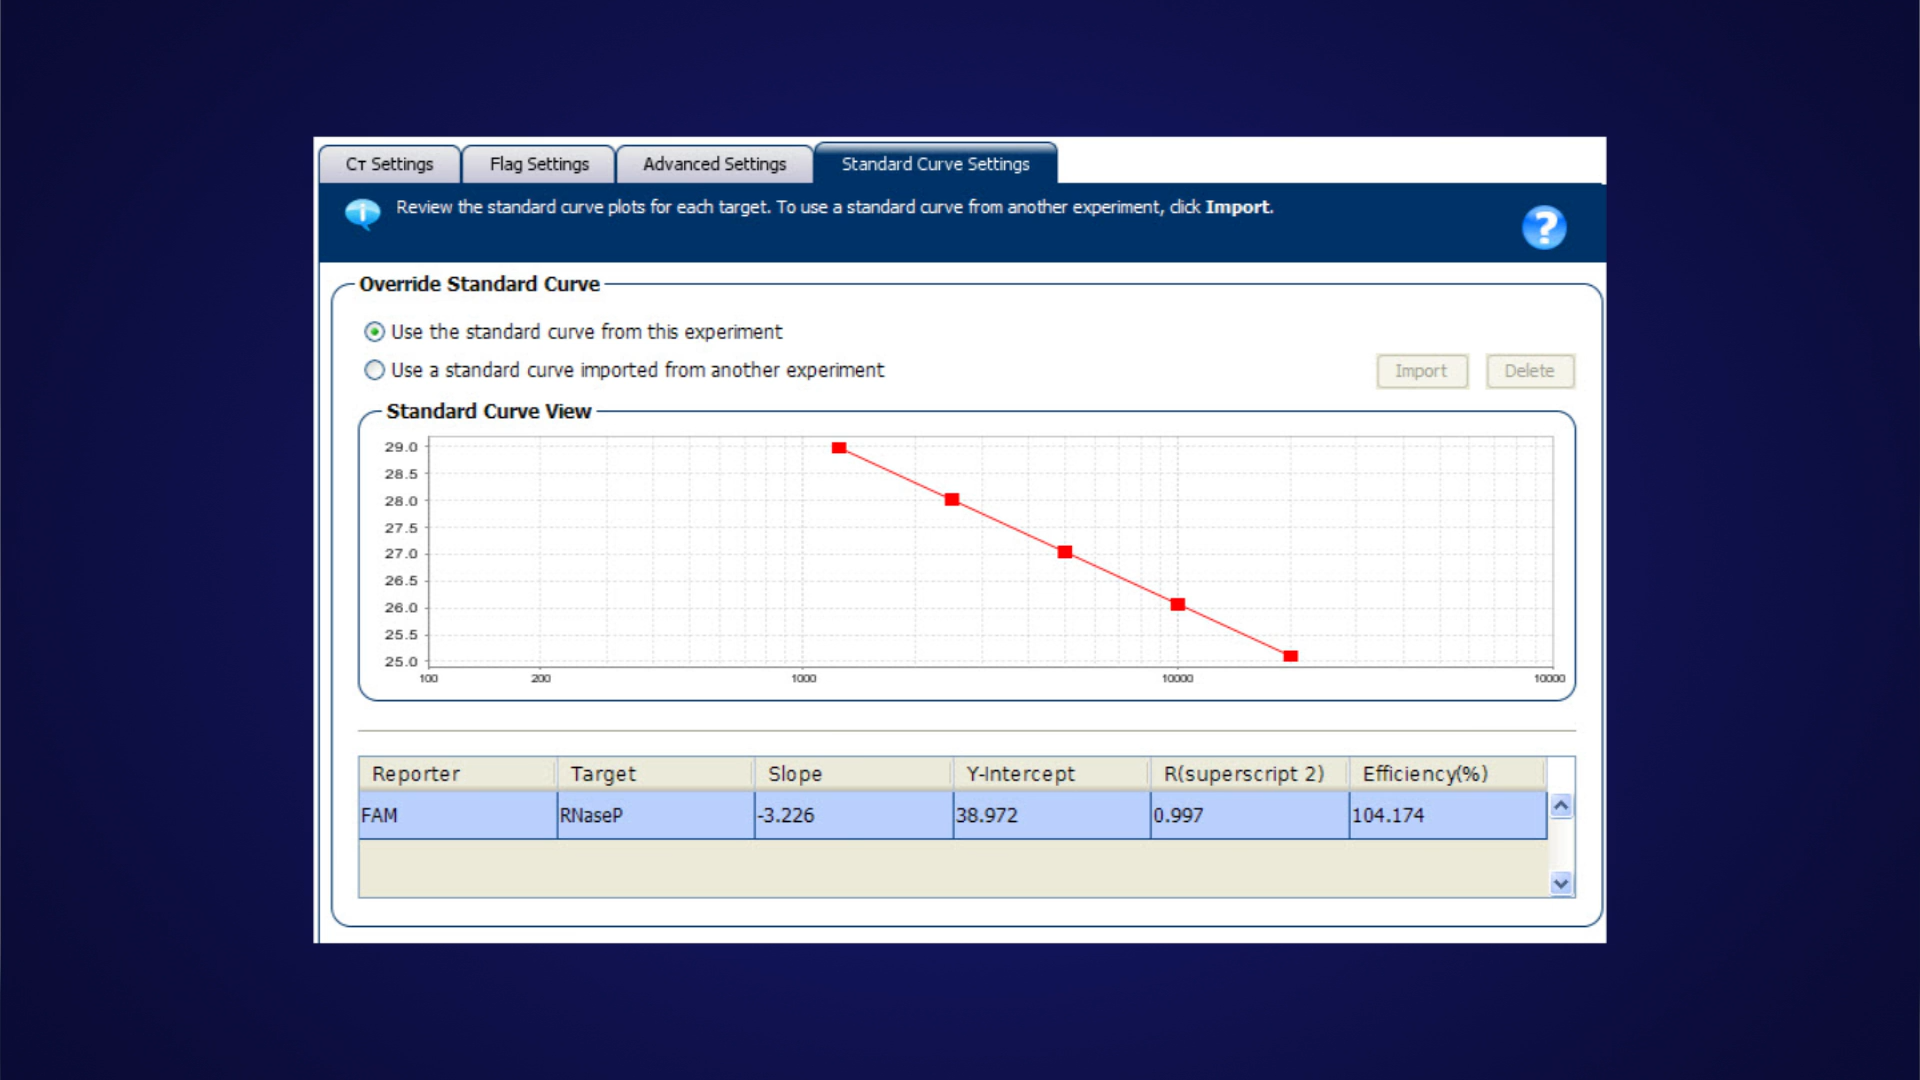 CT Settings Flag Settings Advanced Settings Standard Curve Settings
Review the standard curve plots for each target. To use a standard curve from another experiment, click Import.
?
Override Standard Curve
Use the standard curve from this experiment
Use a standard curve imported from another experiment
Import Delete
Standard Curve View
29.0
28.5
28.0
27.5
27.0
26.5
26.0
25.5
25.0
100 200 1000 10000 10000
Reporter Target Slope Y-Intercept R(superscript 2) Efficiency(%)
FAM RNaseP -3.226 38.972 0.997 104.174